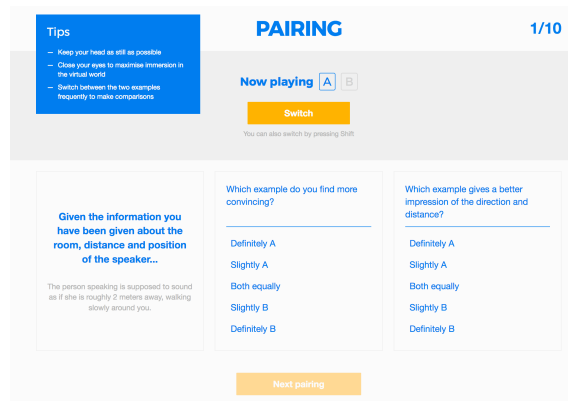 Tips
— Keep your head as still as possible
— Close your eyes to maximise immersion in
the virtual world
— Switch between the two examples
frequently to make comparisons
PAIRING
1/10
Now playing A B
Switch
You can also switch by pressing Shift
Given the information you
have been given about the
room, distance and position
of the speaker...
The person speaking is supposed to sound
as if she is roughly 2 meters away, walking
slowly around you.
Which example do you find more
convincing?
Definitely A
Slightly A
Both equally
Slightly B
Definitely B
Which example gives a better
impression of the direction and
distance?
Definitely A
Slightly A
Both equally
Slightly B
Definitely B
Next pairing